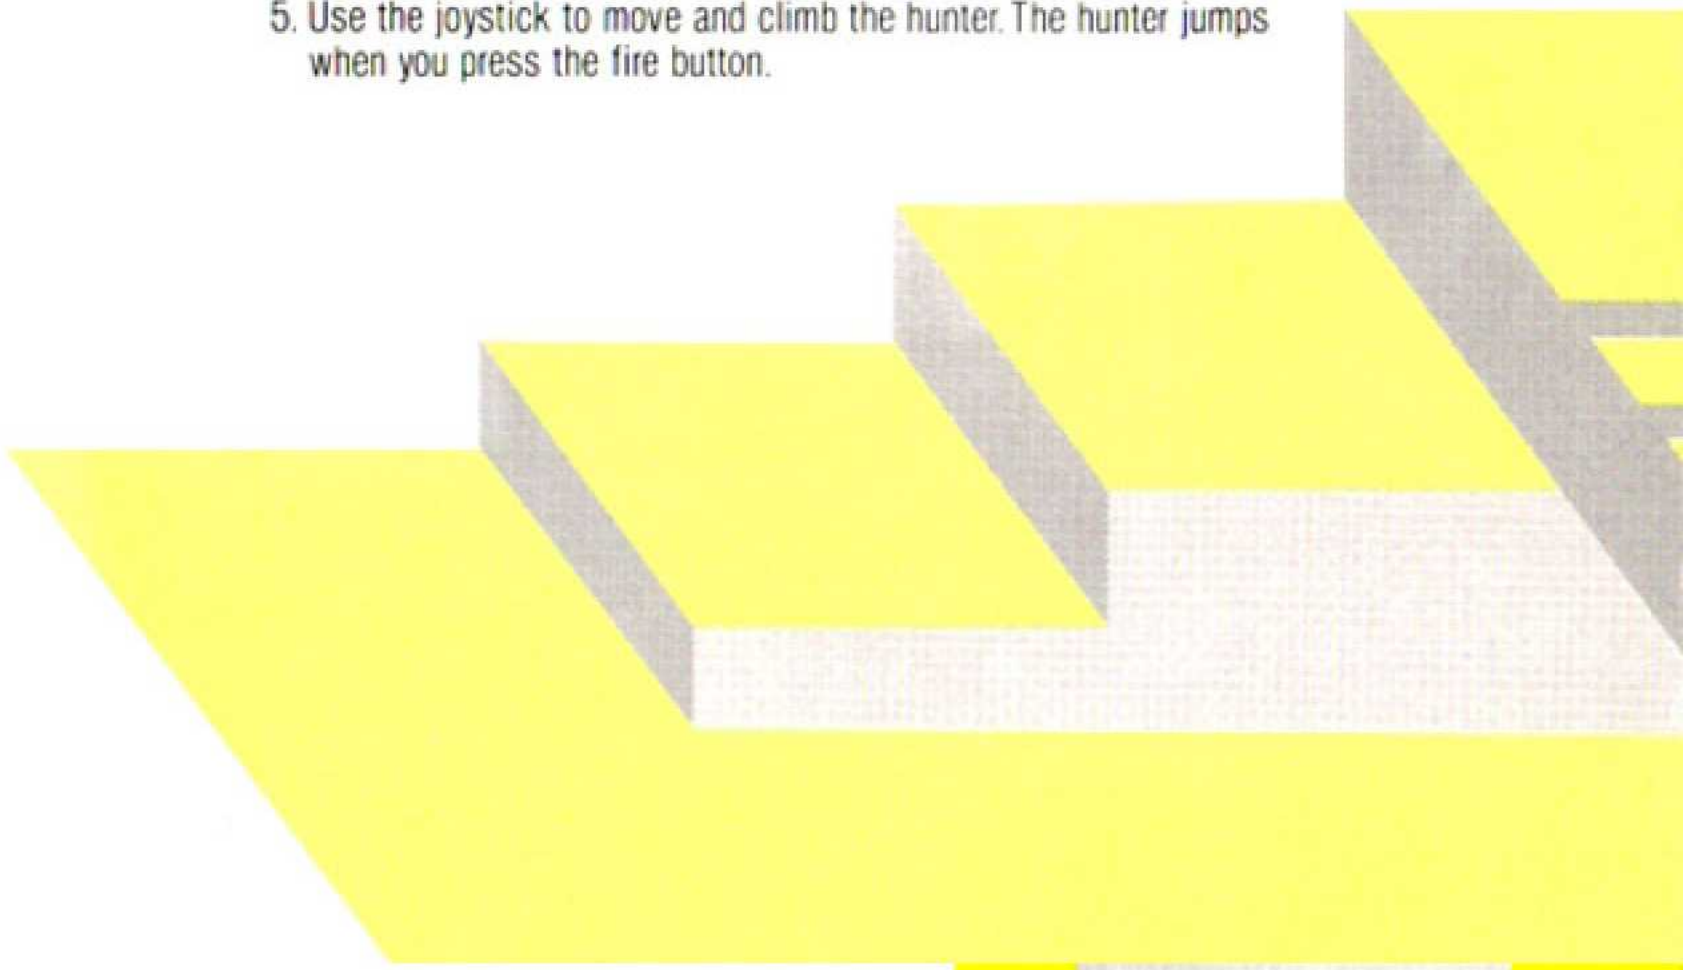 5. Use the joystick to move and climb the hunter. The hunter jumps
when you press the fire button.